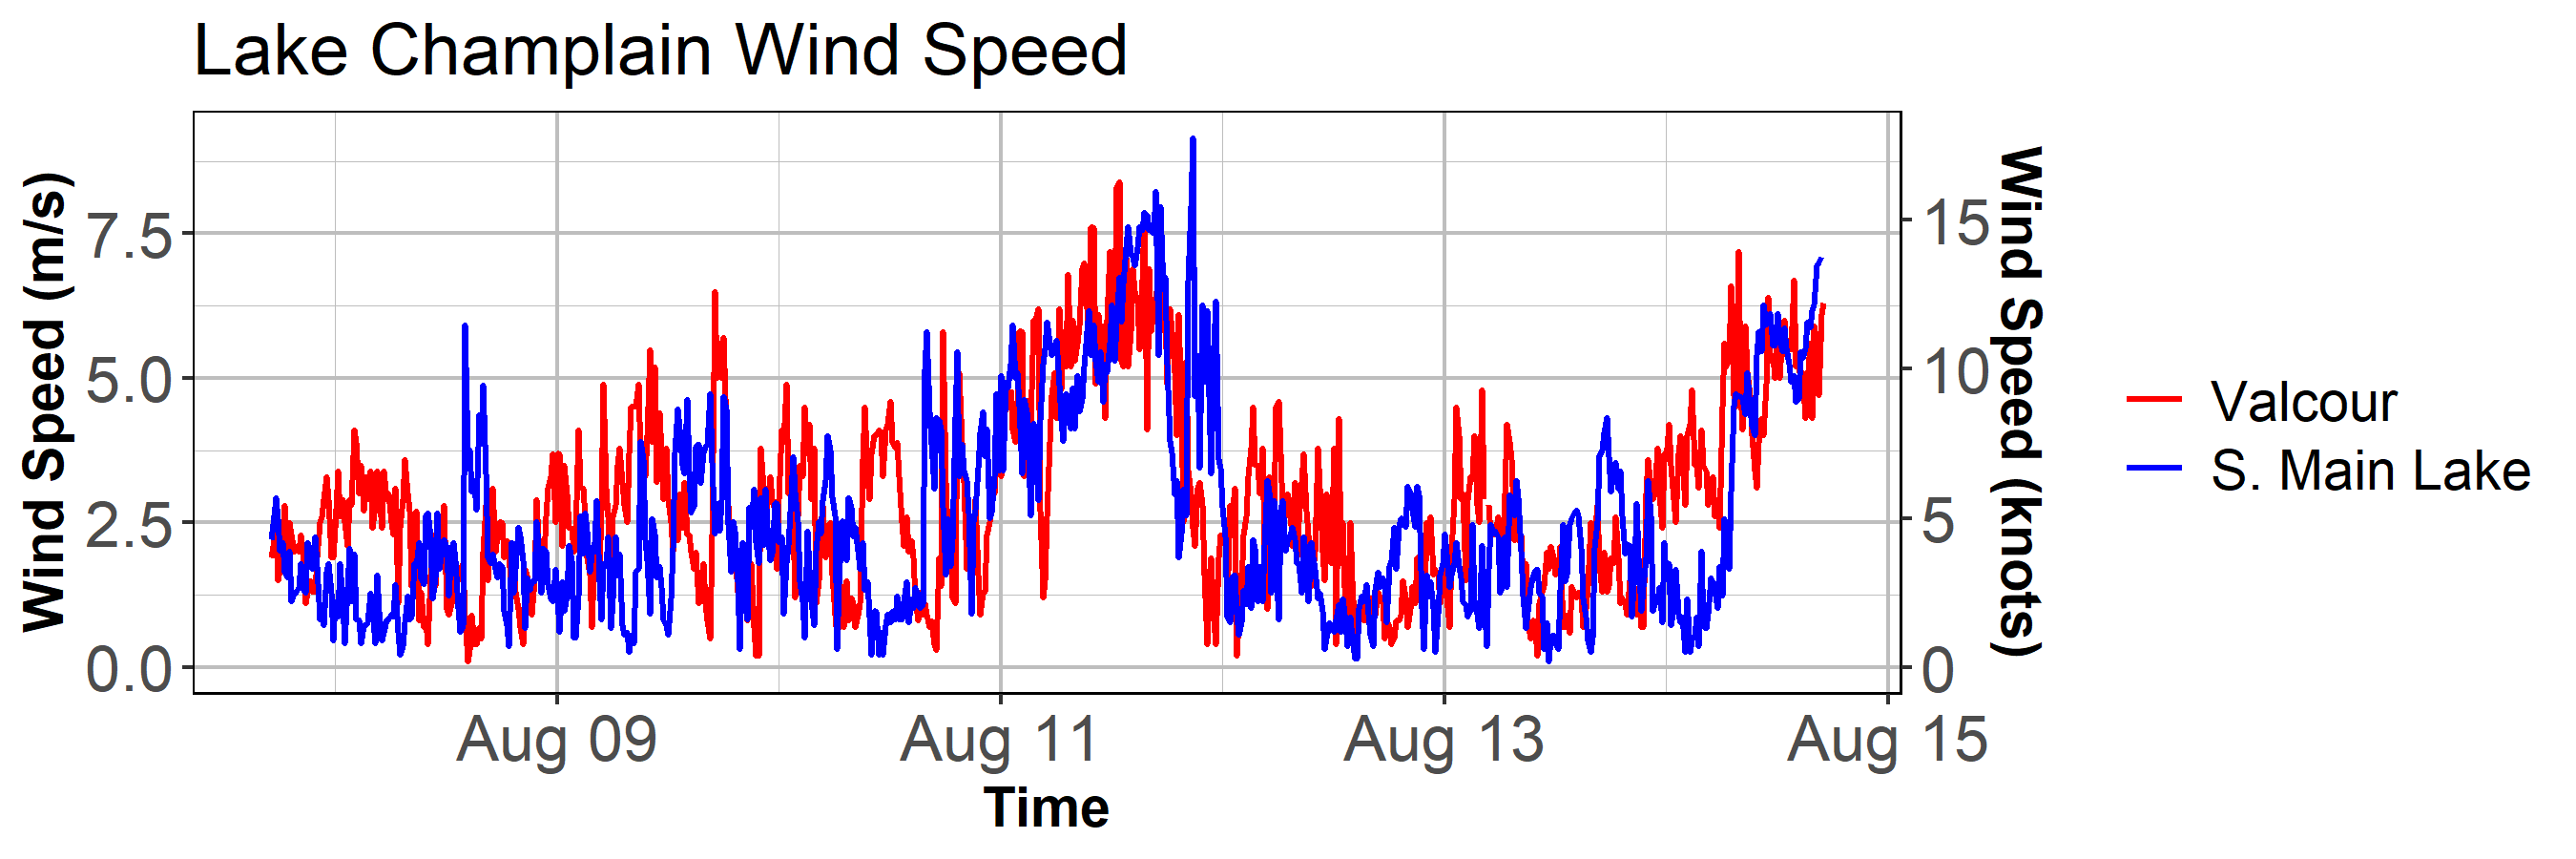 Lake Champlain Wind Speed
Wind Speed (m/s)
7.5
5.0
2.5
0.0
Wind Speed (knots)
15
10
5
0
Valcour
S. Main Lake
Aug 09 Aug 11 Aug 13 Aug 15
Time